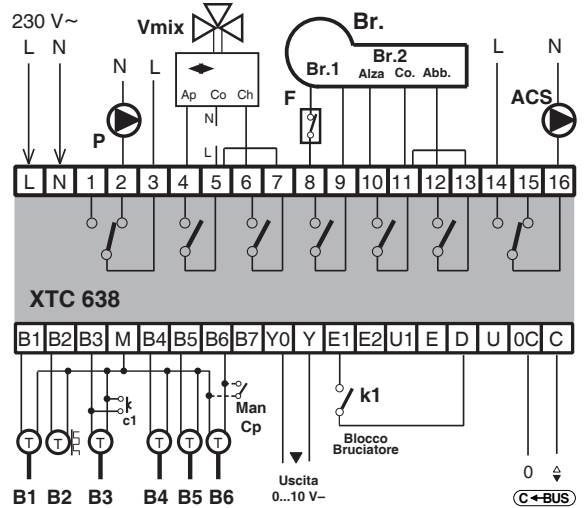 230 V~
L N
Vmix
N L
P
Ap Co Ch
N
L
Br.
Br.1
Br.2
Alza Co. Abb.
F
L N
ACS
L N 1 2 3 4 5 6 7 8 9 10 11 12 13 14 15 16
XTC 638
B1 B2 B3 M B4 B5 B6 B7 Y0 Y E1 E2 U1 E D U 0C C
c1
Man
Cp
k1
Blocco
Bruciatore
T T T T T T
B1 B2 B3 B4 B5 B6
Uscita
0...10 V–
0
C BUS